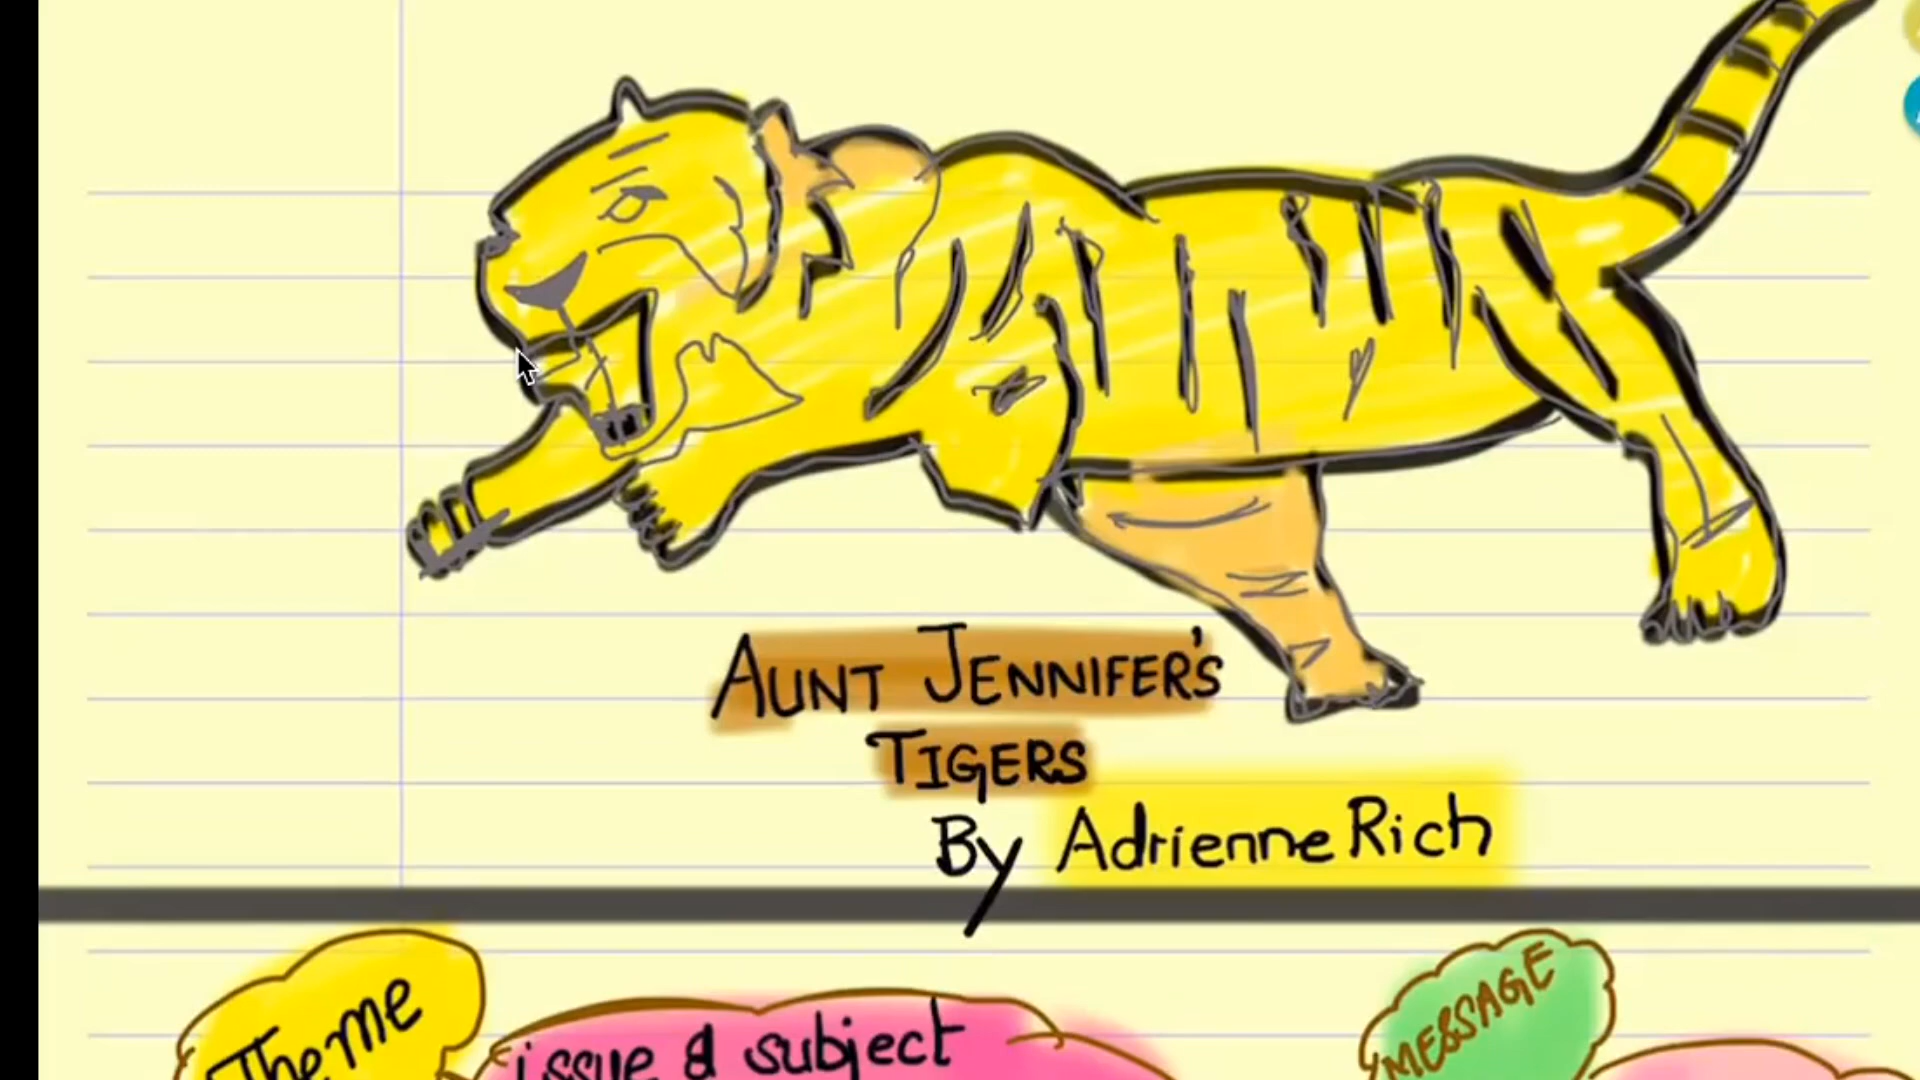 AUNT JENNIFER'S
TIGERS
By Adrienne Rich
Theme
issue & subject
MESSAGE